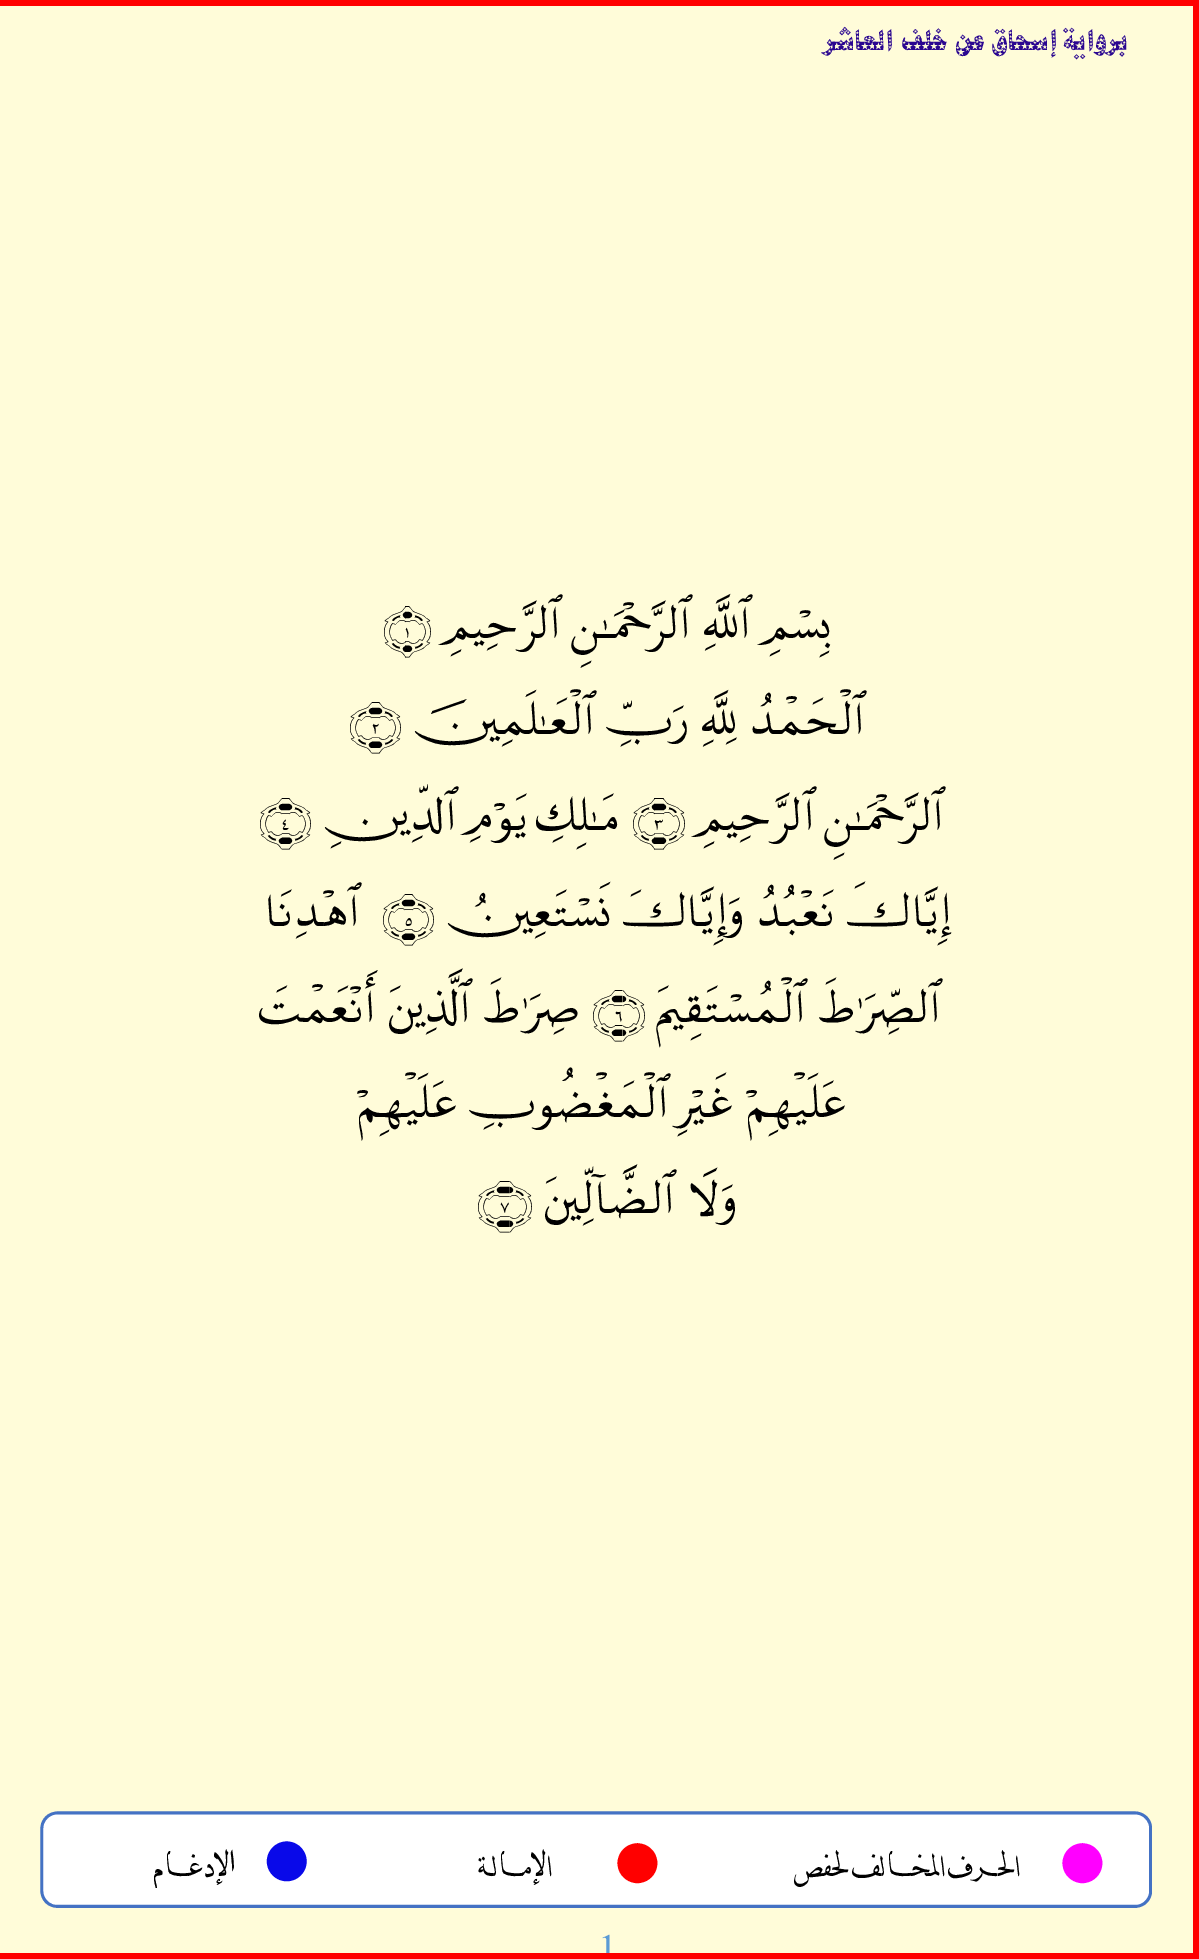 برواية إسحاق عن خلف العاشر
بِسۡمِ ٱللَّهِ ٱلرَّحۡمَٰنِ ٱلرَّحِيمِ ١
ٱلۡحَمۡدُ لِلَّهِ رَبِّ ٱلۡعَٰلَمِينَ ٢
ٱلرَّحۡمَٰنِ ٱلرَّحِيمِ ٣ مَٰلِكِ يَوۡمِ ٱلدِّينِ ٤
إِيَّاكَ نَعۡبُدُ وَإِيَّاكَ نَسۡتَعِينُ ٥ ٱهۡدِنَا
ٱلصِّرَٰطَ ٱلۡمُسۡتَقِيمَ ٦ صِرَٰطَ ٱلَّذِينَ أَنۡعَمۡتَ
عَلَيۡهِمۡ غَيۡرِ ٱلۡمَغۡضُوبِ عَلَيۡهِمۡ
وَلَا ٱلضَّآلِّينَ ٧
الحرف المخالف لحفص الإمالة الإدغام
1